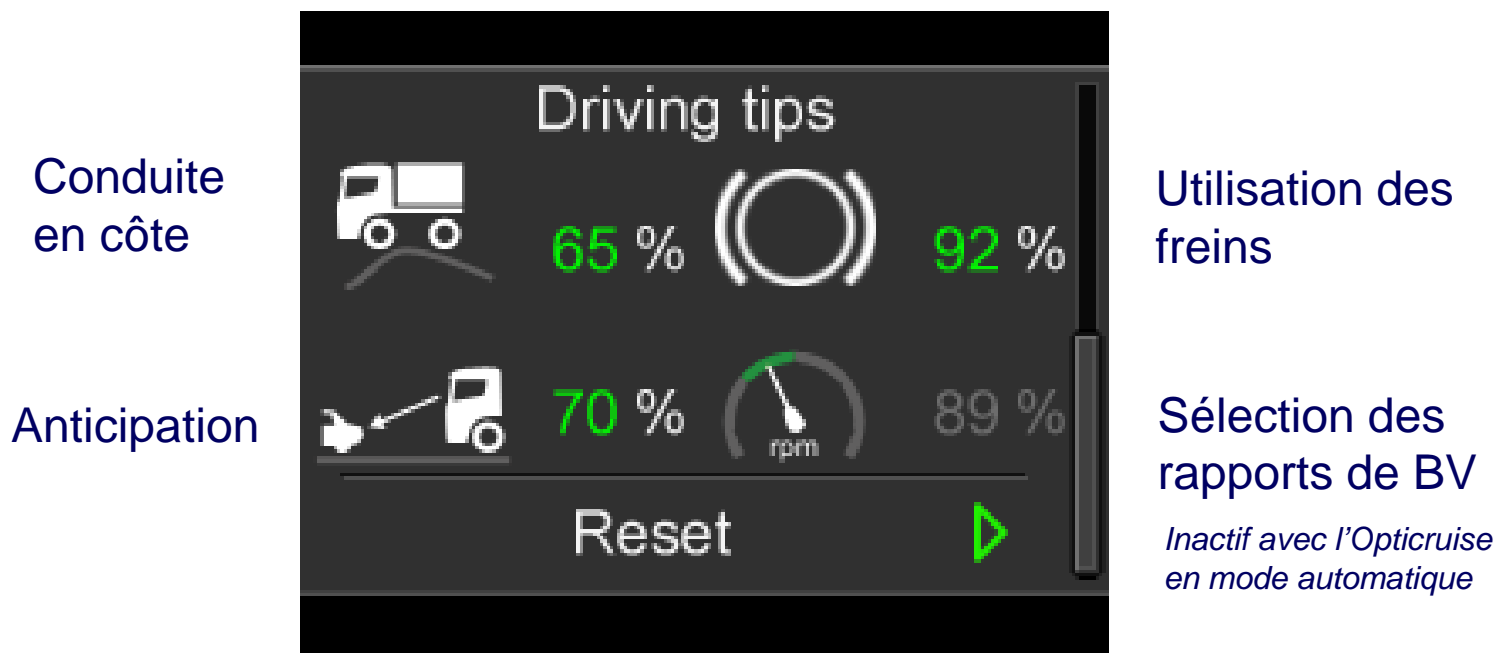 Driving tips
Conduite
en côte
65 %
92 %
Utilisation des
freins
Anticipation
70 %
rpm
89 %
Sélection des
rapports de BV
Inactif avec l’Opticruise
en mode automatique
Reset